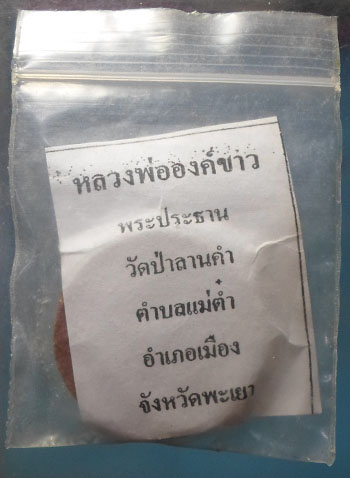 หลวงพ่อองค์ขาว
พระประธาน
วัดป่าลานคำ
ตำบลแม่ต๋ำ
อำเภอเมือง
จังหวัดพะเยา